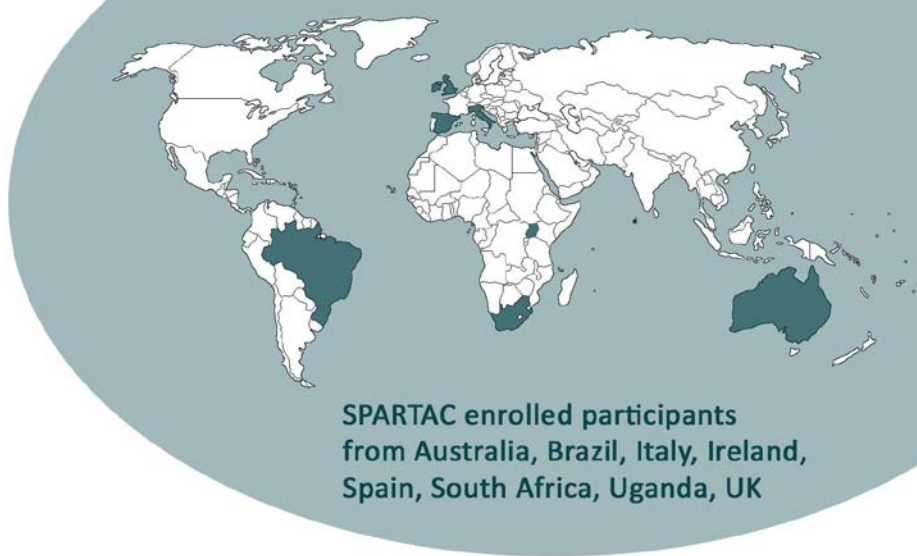 SPARTAC enrolled participants
from Australia, Brazil, Italy, Ireland,
Spain, South Africa, Uganda, UK